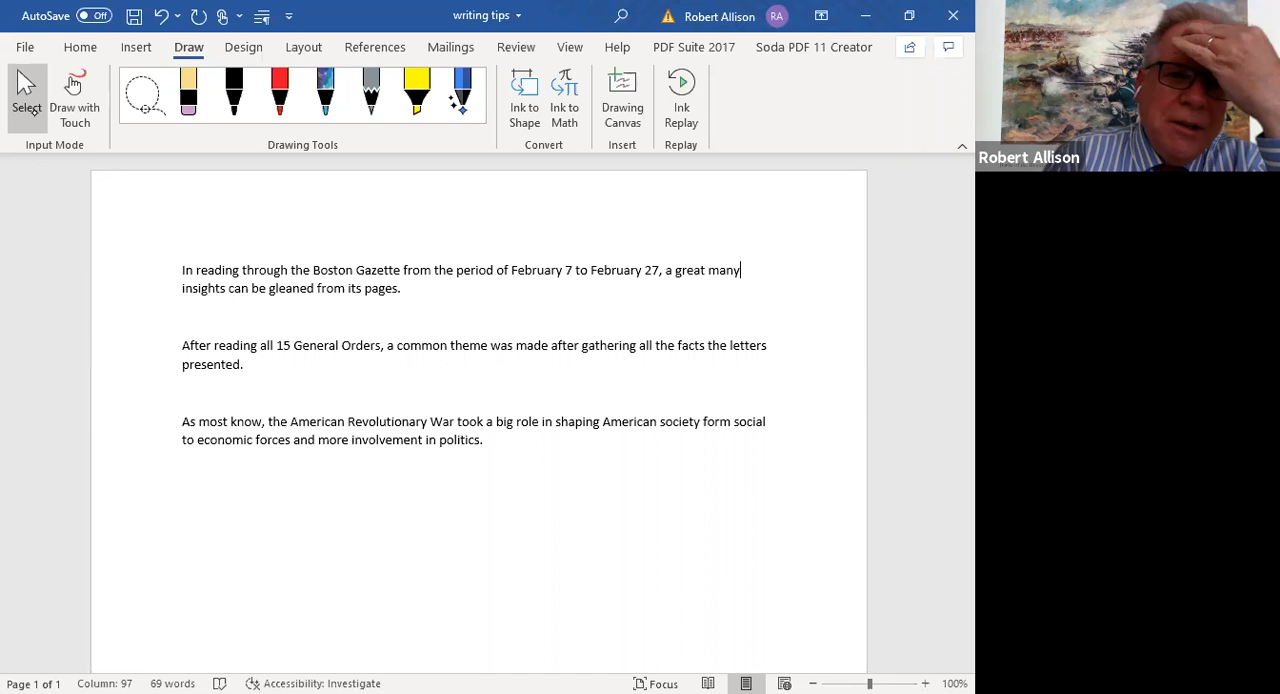 AutoSave Off writing tips Robert Allison RA
File Home Insert Draw Design Layout References Mailings Review View Help PDF Suite 2017 Soda PDF 11 Creator
Select
Draw with
Touch
Ink to
Shape
Ink to
Math
Drawing
Canvas
Ink
Replay
Input Mode Drawing Tools Convert Insert Replay
Robert Allison
In reading through the Boston Gazette from the period of February 7 to February 27, a great many
insights can be gleaned from its pages.
After reading all 15 General Orders, a common theme was made after gathering all the facts the letters
presented.
As most know, the American Revolutionary War took a big role in shaping American society form social
to economic forces and more involvement in politics.
Page 1 of 1 Column: 97 69 words Accessibility: Investigate Focus 100%